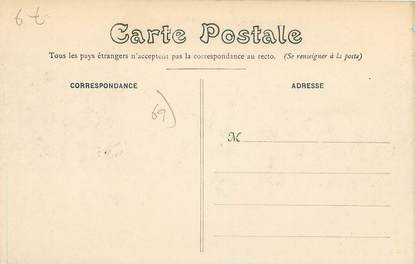 Carte Postale
Tous les pays étrangers n'acceptent pas la correspondance au recto. (Se renseigner à la poste)
CORRESPONDANCE
ADRESSE
69)
M